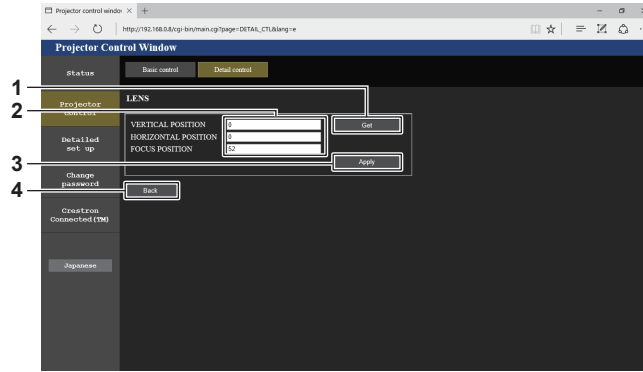 Projector control windov
http://192.168.0.8/cgi-bin/main.cgi?page=DETAIL_CTL&lang=e
Projector Control Window
Status
Basic control
Detail control
1
2
Projector
control
LENS
VERTICAL POSITION 0
Get
HORIZONTAL POSITION 0
FOCUS POSITION 52
Detailed
set up
3
Apply
Change
password
4
Back
Crestron
Connected(TM)
Japanese